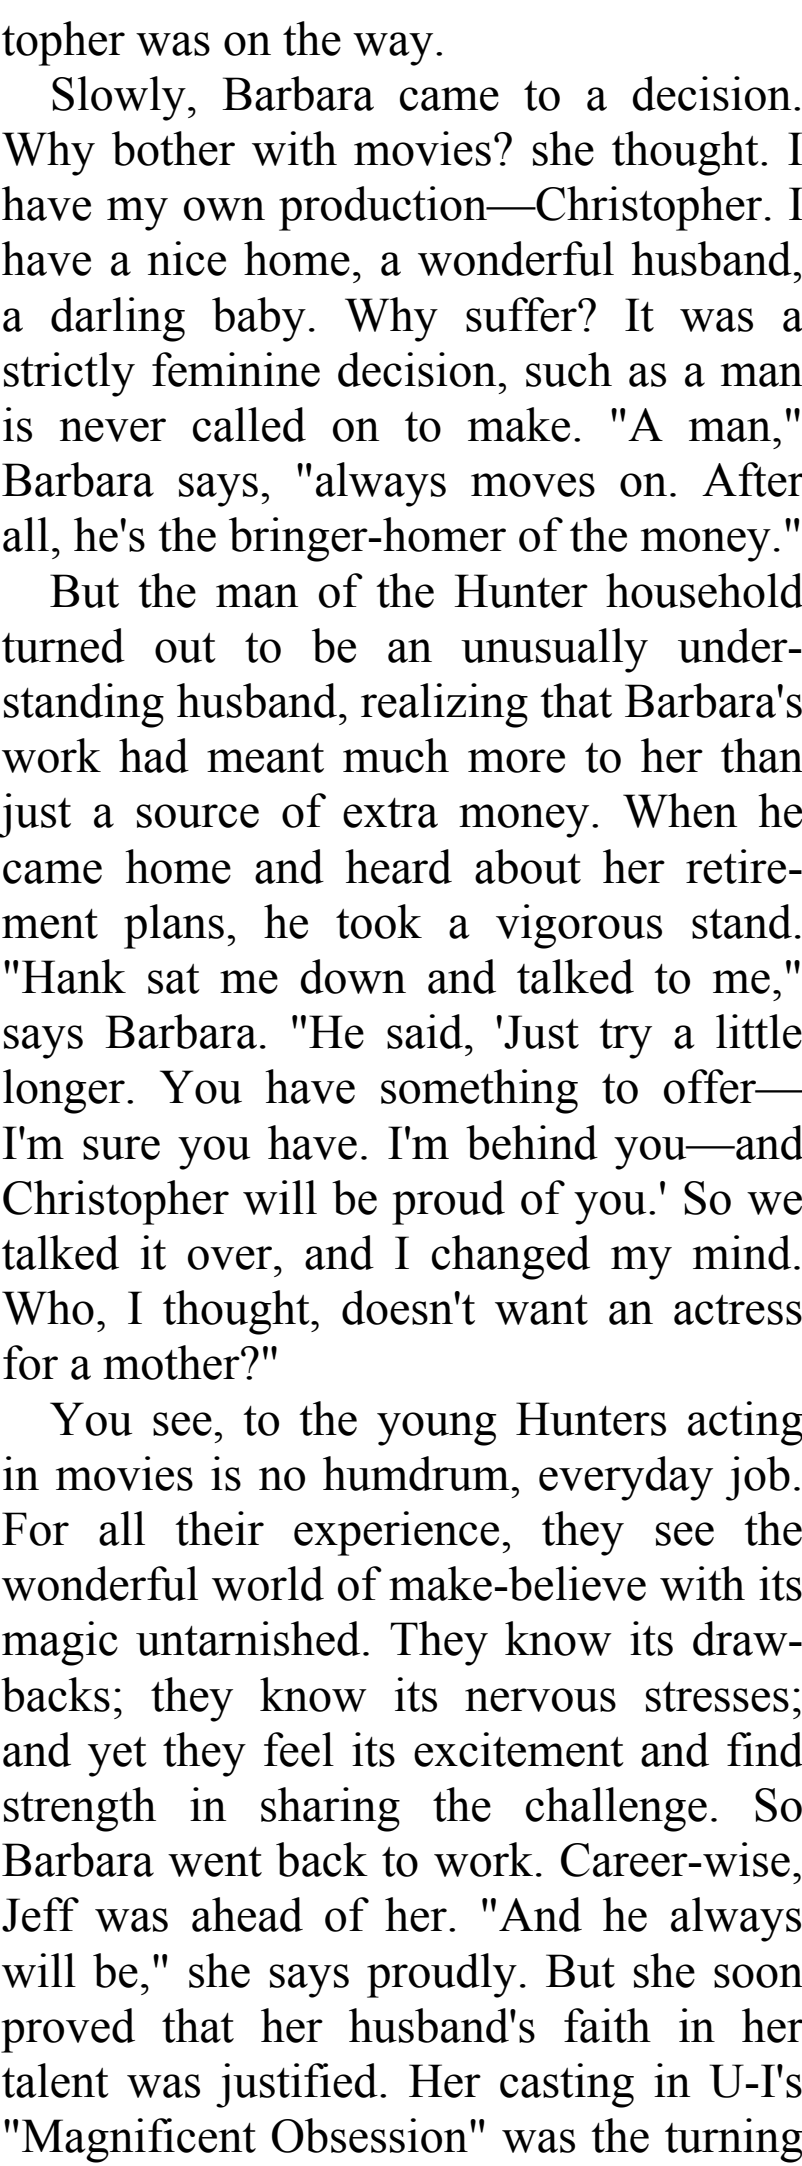 topher was on the way.
Slowly, Barbara came to a decision.
Why bother with movies? she thought. I
have my own production—Christopher. I
have a nice home, a wonderful husband,
a darling baby. Why suffer? It was a
strictly feminine decision, such as a man
is never called on to make. "A man,"
Barbara says, "always moves on. After
all, he's the bringer-homer of the money."
But the man of the Hunter household
turned out to be an unusually under-
standing husband, realizing that Barbara's
work had meant much more to her than
just a source of extra money. When he
came home and heard about her retire-
ment plans, he took a vigorous stand.
"Hank sat me down and talked to me,"
says Barbara. "He said, 'Just try a little
longer. You have something to offer—
I'm sure you have. I'm behind you—and
Christopher will be proud of you.' So we
talked it over, and I changed my mind.
Who, I thought, doesn't want an actress
for a mother?"
You see, to the young Hunters acting
in movies is no humdrum, everyday job.
For all their experience, they see the
wonderful world of make-believe with its
magic untarnished. They know its draw-
backs; they know its nervous stresses;
and yet they feel its excitement and find
strength in sharing the challenge. So
Barbara went back to work. Career-wise,
Jeff was ahead of her. "And he always
will be," she says proudly. But she soon
proved that her husband's faith in her
talent was justified. Her casting in U-I's
"Magnificent Obsession" was the turning